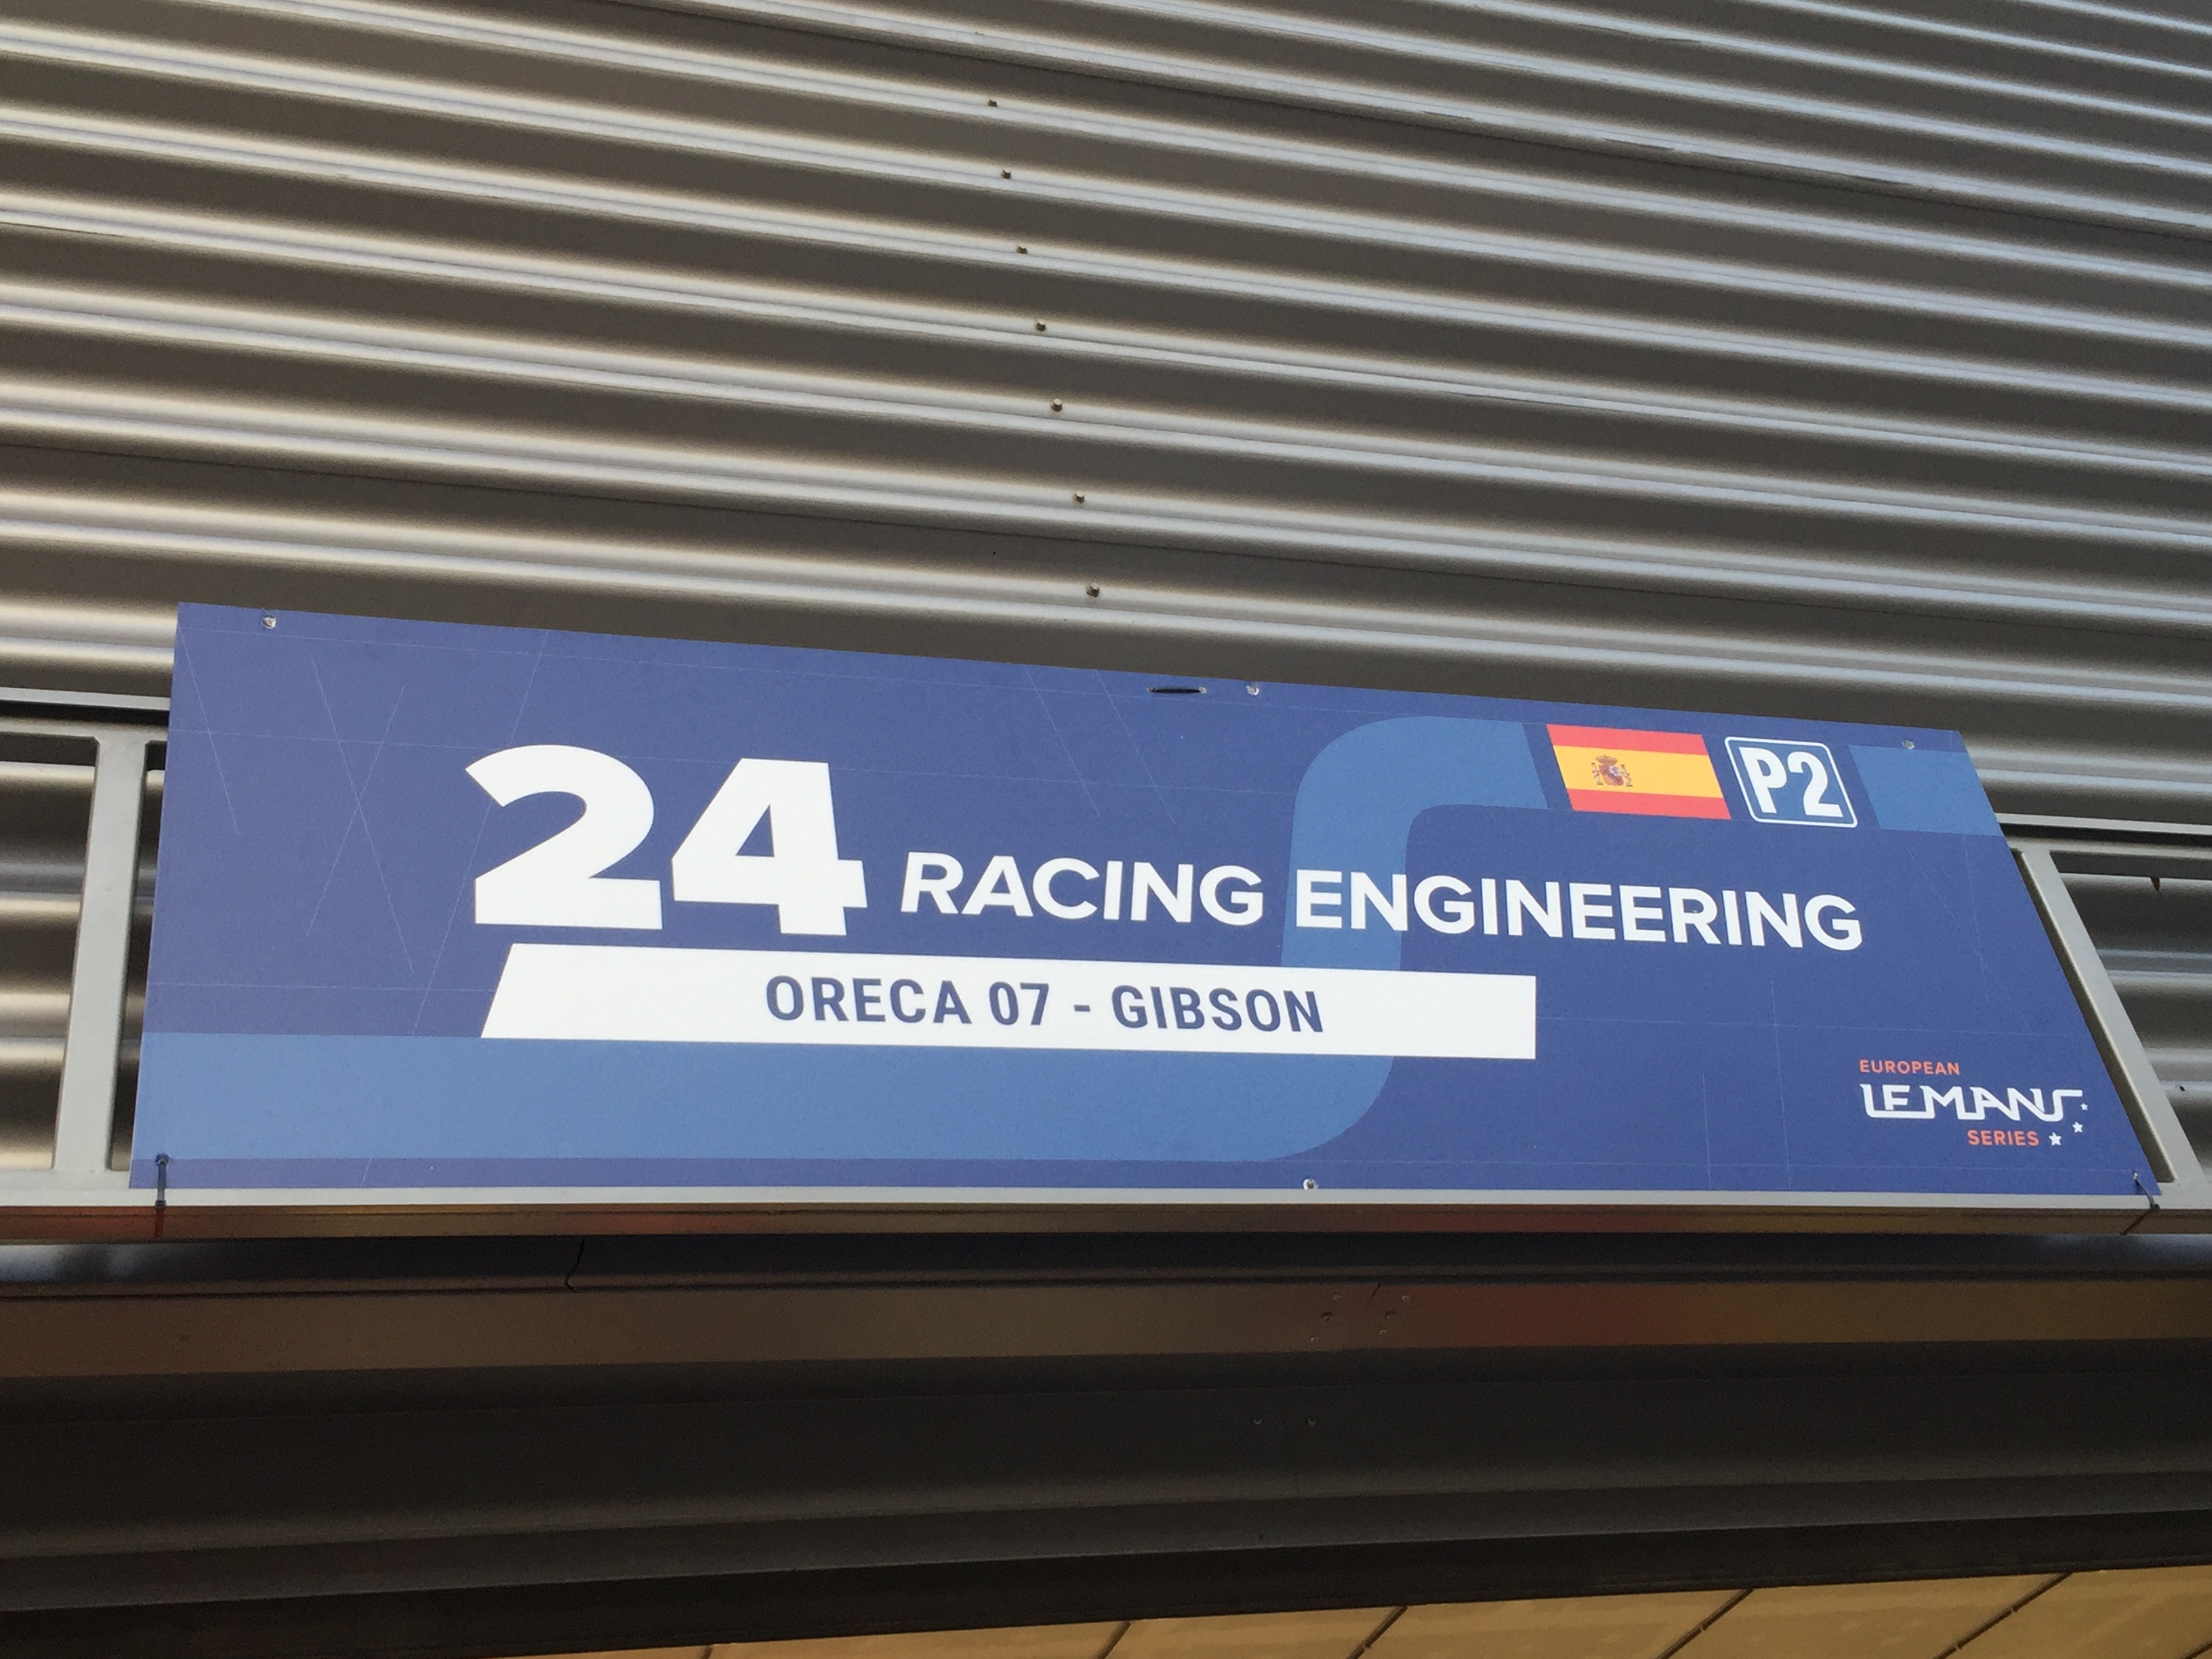 P2
24 RACING ENGINEERING
ORECA 07 - GIBSON
EUROPEAN
LEMANS
SERIES